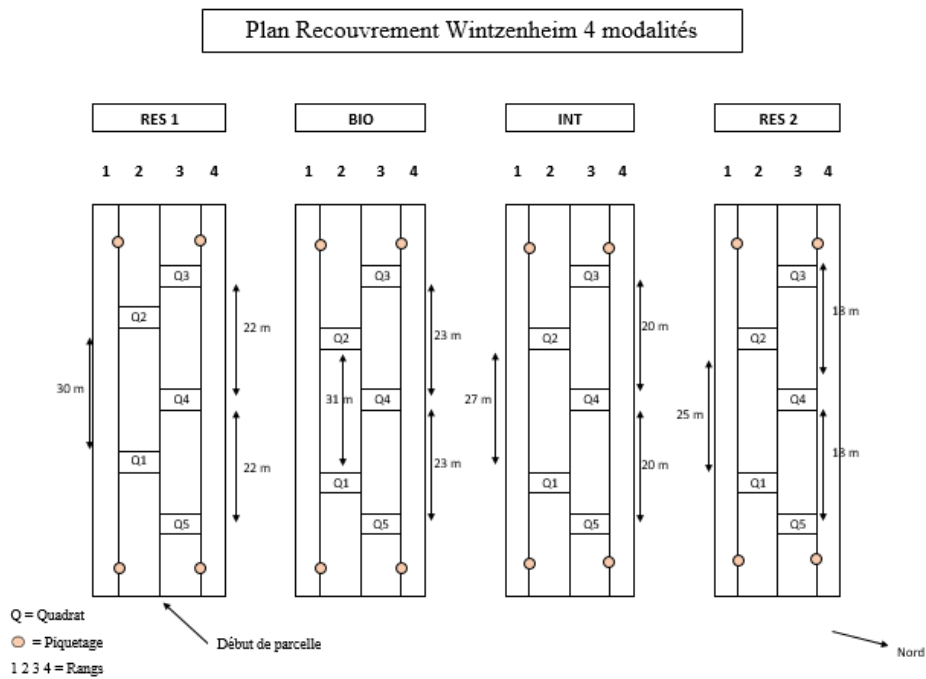 Plan Recouvrement Wintzenheim 4 modalités
RES 1 BIO INT RES 2
1 2 3 4 1 2 3 4 1 2 3 4 1 2 3 4
Q3 Q3 Q3 Q3
Q2 22 m Q2 23 m Q2 20 m Q2 18 m
30 m Q4 31 m Q4 27 m Q4 25 m Q4
Q1 22 m Q1 23 m Q1 20 m Q1 18 m
Q5 Q5 Q5 Q5
Q = Quadrat
= Piquetage
1 2 3 4 = Rangs
Début de parcelle
Nord